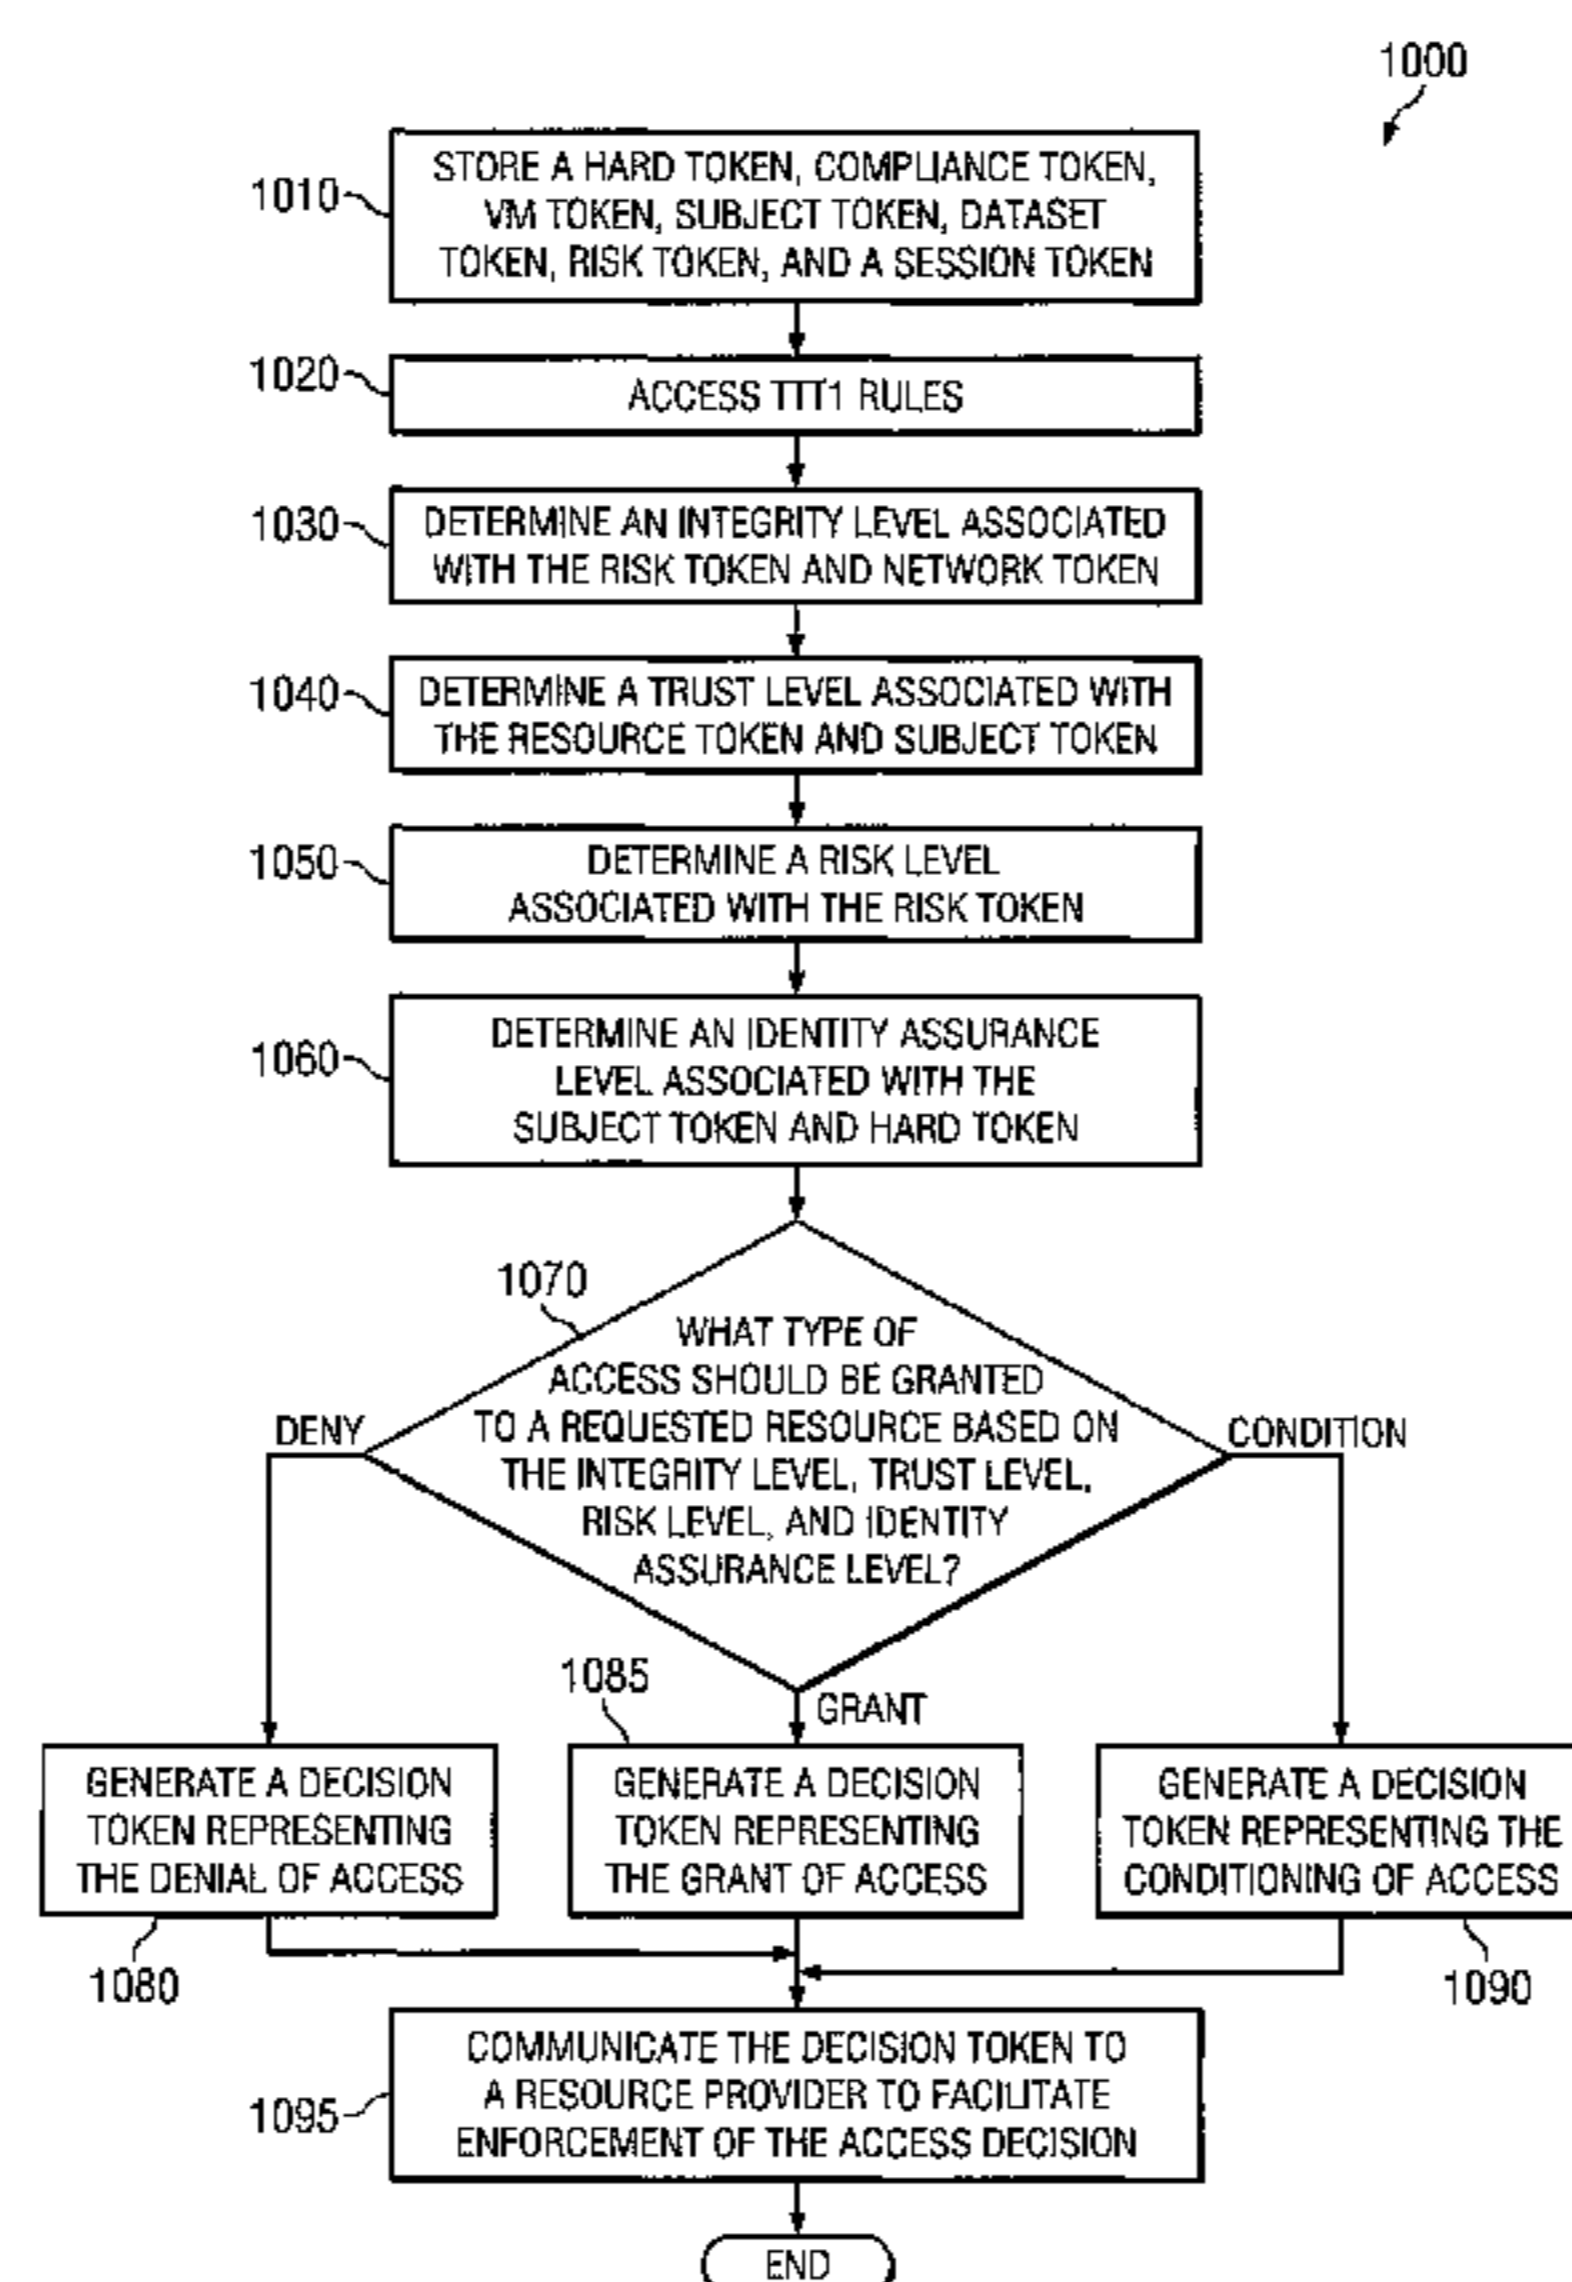 1000
1010
STORE A HARD TOKEN, COMPLIANCE TOKEN,
VM TOKEN, SUBJECT TOKEN, DATASET
TOKEN, RISK TOKEN, AND A SESSION TOKEN
1020
ACCESS TTT1 RULES
1030
DETERMINE AN INTEGRITY LEVEL ASSOCIATED
WITH THE RISK TOKEN AND NETWORK TOKEN
1040
DETERMINE A TRUST LEVEL ASSOCIATED WITH
THE RESOURCE TOKEN AND SUBJECT TOKEN
1050
DETERMINE A RISK LEVEL
ASSOCIATED WITH THE RISK TOKEN
1060
DETERMINE AN IDENTITY ASSURANCE
LEVEL ASSOCIATED WITH THE
SUBJECT TOKEN AND HARD TOKEN
1070
WHAT TYPE OF
ACCESS SHOULD BE GRANTED
TO A REQUESTED RESOURCE BASED ON
THE INTEGRITY LEVEL, TRUST LEVEL,
RISK LEVEL, AND IDENTITY
ASSURANCE LEVEL?
DENY
CONDITION
GRANT
1085
GENERATE A DECISION
TOKEN REPRESENTING
THE DENIAL OF ACCESS
1080
GENERATE A DECISION
TOKEN REPRESENTING
THE GRANT OF ACCESS
GENERATE A DECISION
TOKEN REPRESENTING THE
CONDITIONING OF ACCESS
1090
1095
COMMUNICATE THE DECISION TOKEN TO
A RESOURCE PROVIDER TO FACILITATE
ENFORCEMENT OF THE ACCESS DECISION
END